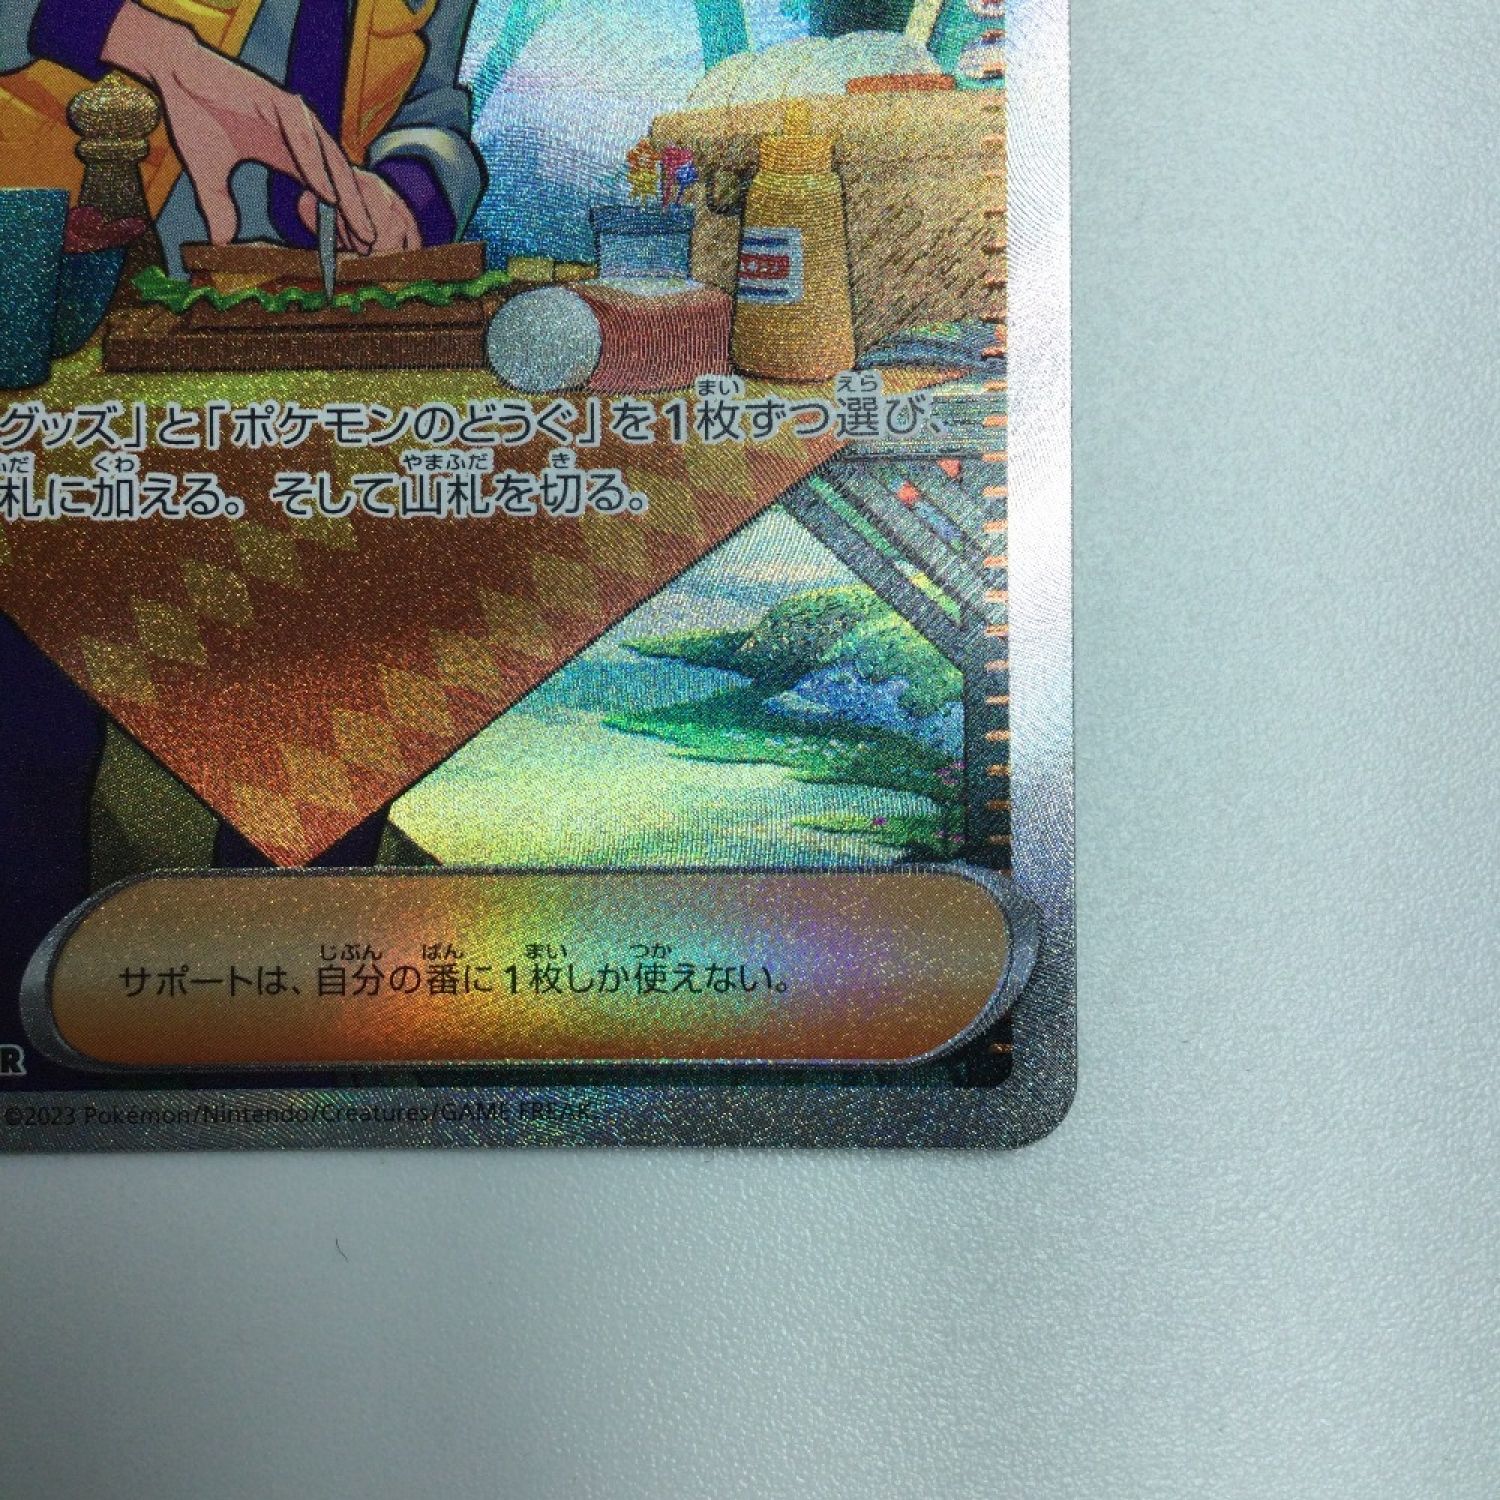 グッズ」と「ポケモンのどうぐ」を1枚ずつ選び、
札に加える。そして山札を切る。
サポートは、自分の番に1枚しか使えない。
R
©2023 Pokémon/Nintendo/Creatures/GAME FREAK.